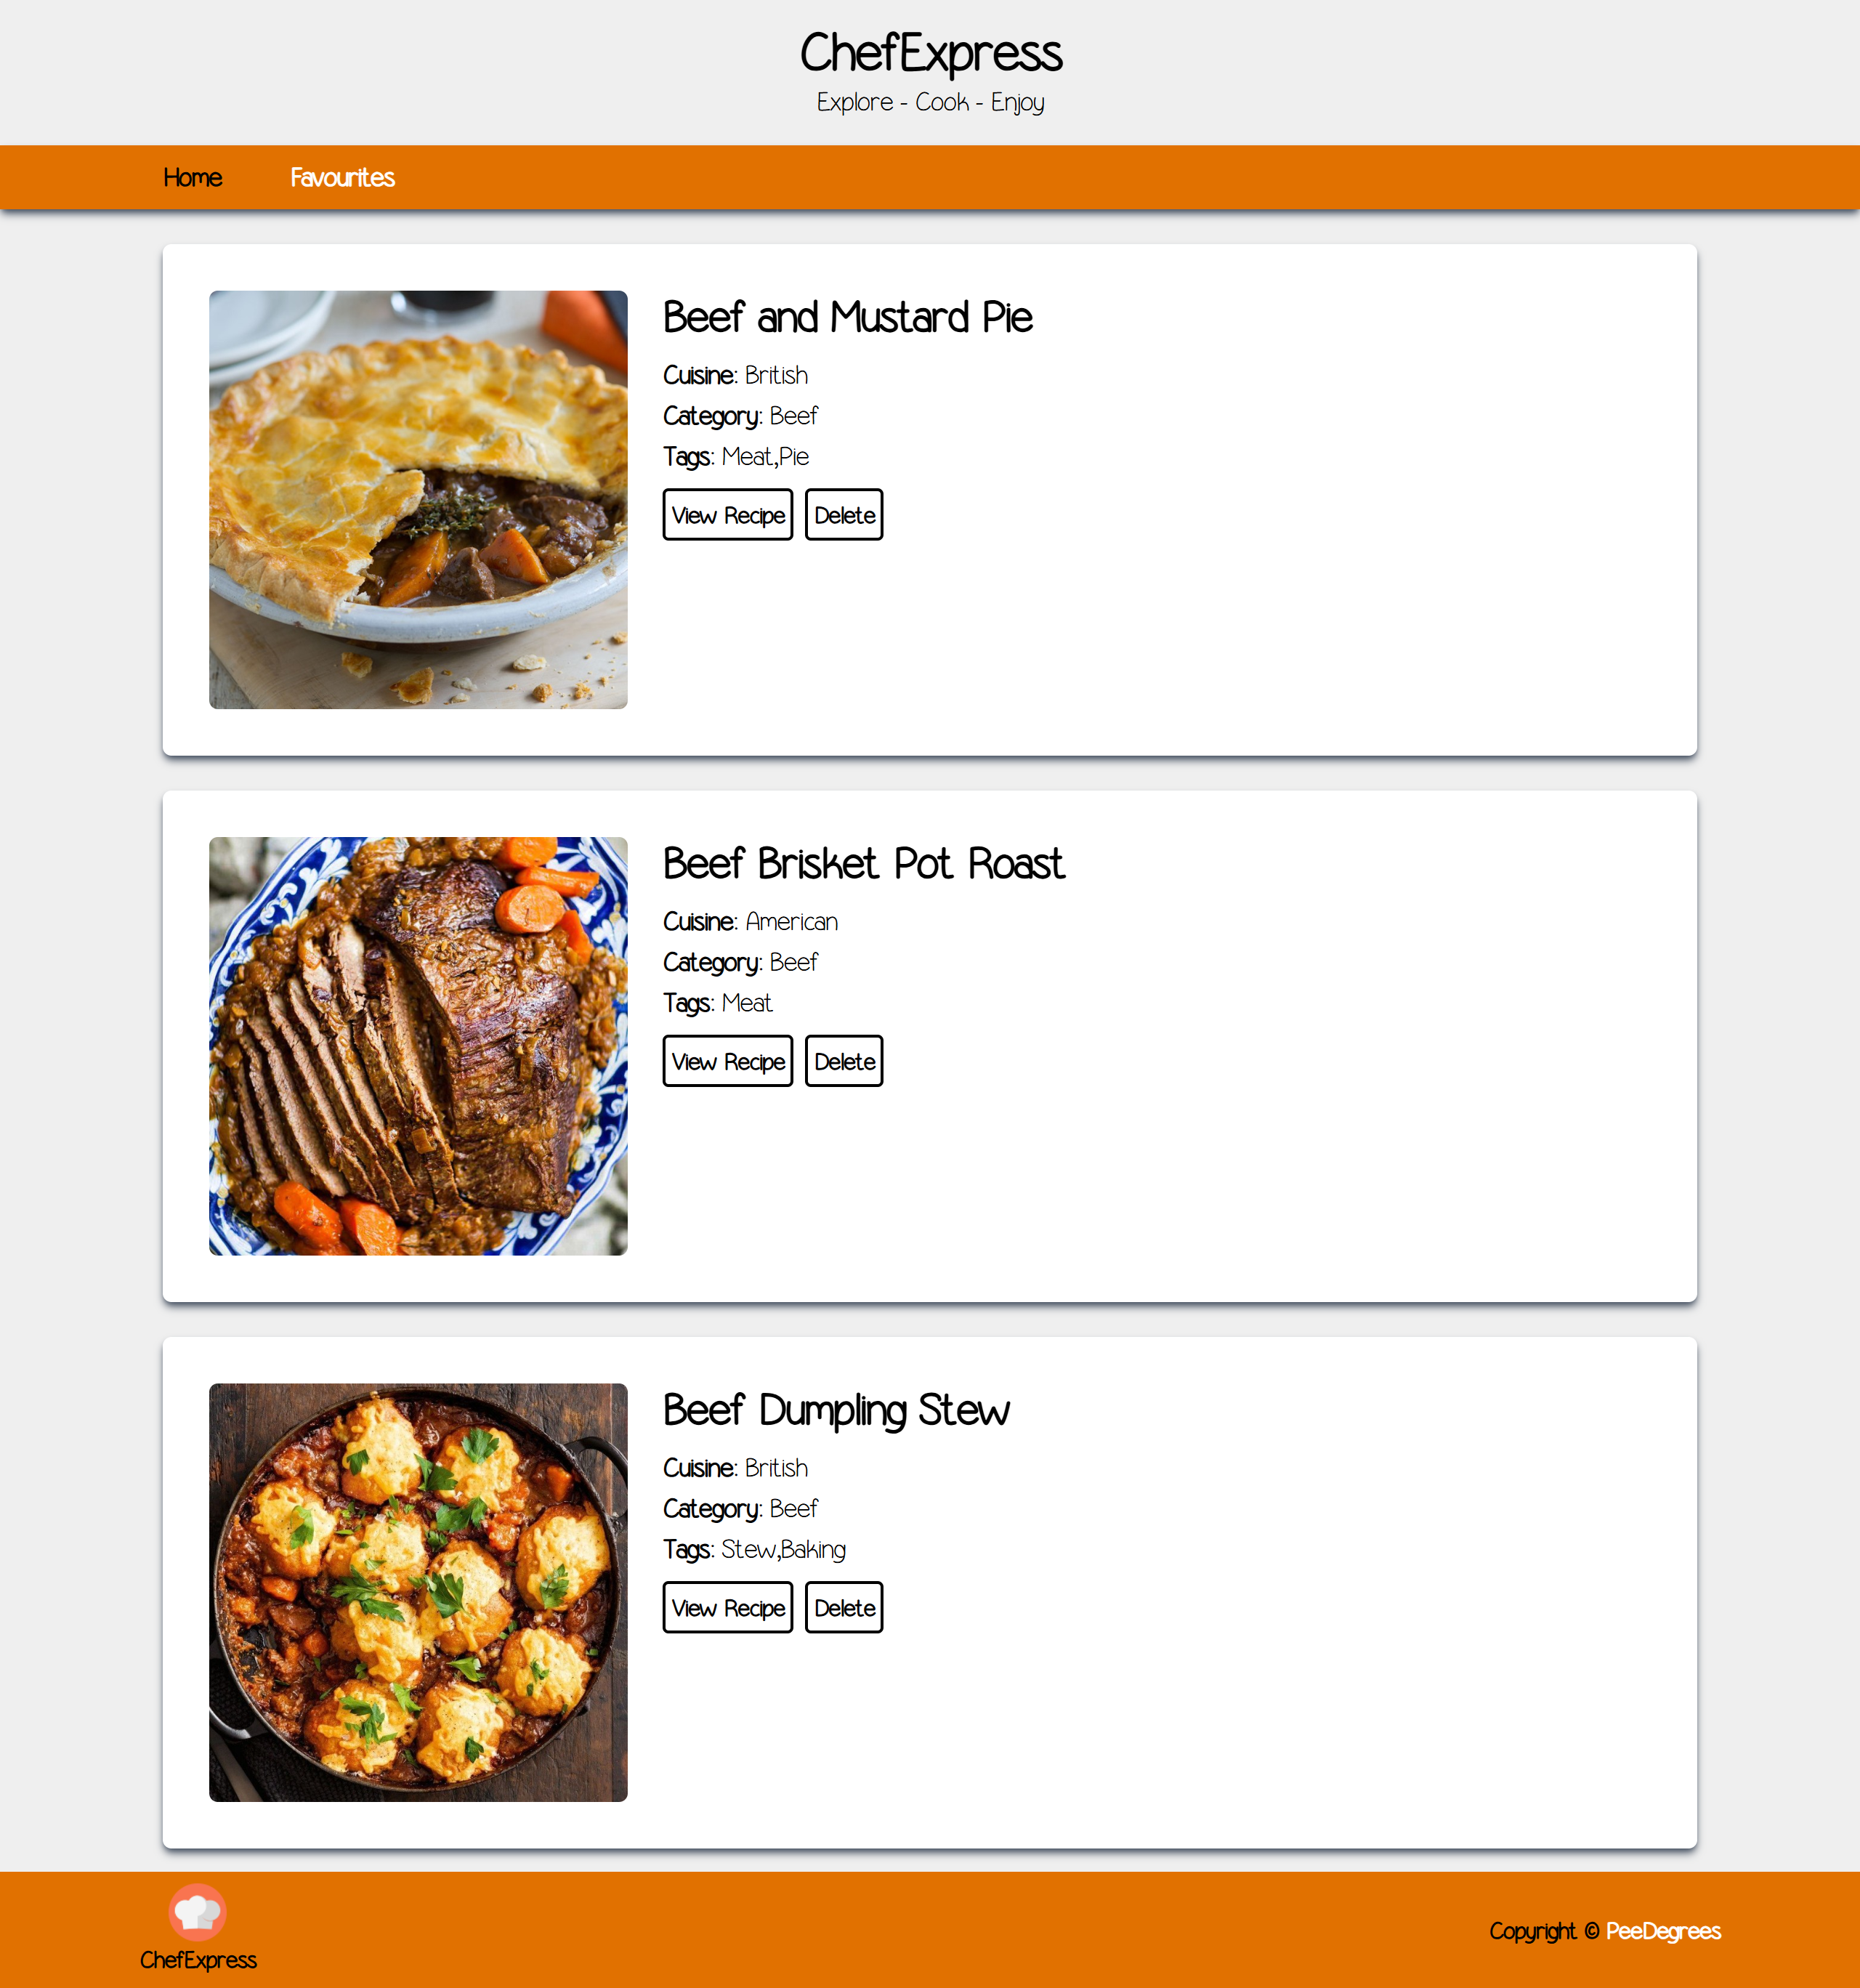 ChefExpress
Explore - Cook - Enjoy
Home Favourites
Beef and Mustard Pie
Cuisine: British
Category: Beef
Tags: Meat,Pie
View Recipe Delete
Beef Brisket Pot Roast
Cuisine: American
Category: Beef
Tags: Meat
View Recipe Delete
Beef Dumpling Stew
Cuisine: British
Category: Beef
Tags: Stew,Baking
View Recipe Delete
ChefExpress
Copyright © PeeDegrees